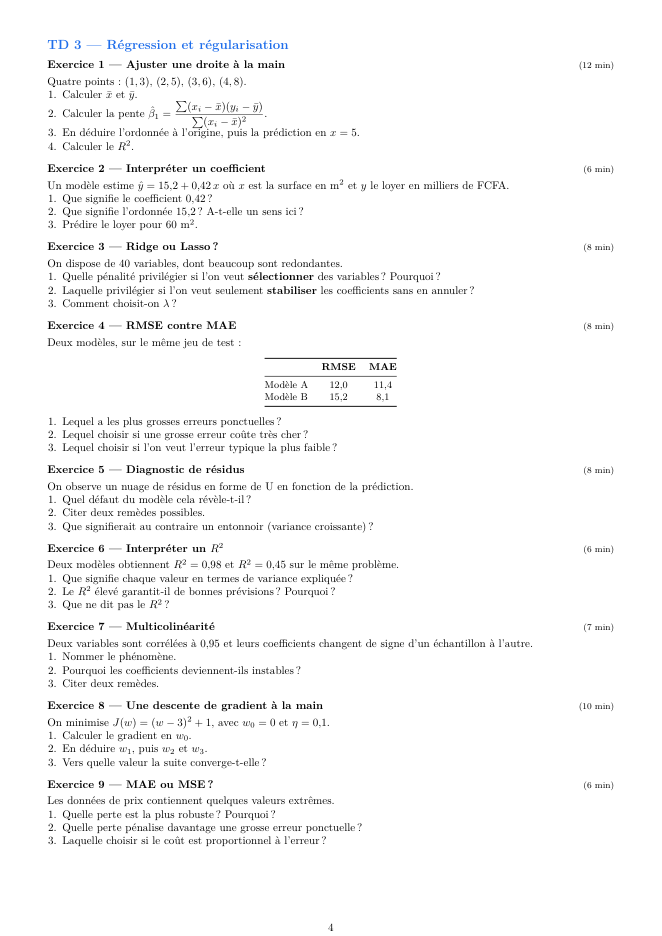 TD 3 — Régression et régularisation
Exercice 1 — Ajuster une droite à la main (12 min)
Quatre points : (1, 3), (2, 5), (3, 6), (4, 8).
1. Calculer x̄ et ȳ.
2. Calculer la pente β̂₁ = ∑(xᵢ − x̄)(yᵢ − ȳ) / ∑(xᵢ − x̄)².
3. En déduire l'ordonnée à l'origine, puis la prédiction en x = 5.
4. Calculer le R².
Exercice 2 — Interpréter un coefficient (6 min)
Un modèle estime ŷ = 15,2 + 0,42 x où x est la surface en m² et y le loyer en milliers de FCFA.
1. Que signifie le coefficient 0,42 ?
2. Que signifie l'ordonnée 15,2 ? A-t-elle un sens ici ?
3. Prédire le loyer pour 60 m².
Exercice 3 — Ridge ou Lasso ? (8 min)
On dispose de 40 variables, dont beaucoup sont redondantes.
1. Quelle pénalité privilégier si l'on veut sélectionner des variables ? Pourquoi ?
2. Laquelle privilégier si l'on veut seulement stabiliser les coefficients sans en annuler ?
3. Comment choisit-on λ ?
Exercice 4 — RMSE contre MAE (8 min)
Deux modèles, sur le même jeu de test :
RMSE MAE
Modèle A 12,0 11,4
Modèle B 15,2 8,1
1. Lequel a les plus grosses erreurs ponctuelles ?
2. Lequel choisir si une grosse erreur coûte très cher ?
3. Lequel choisir si l'on veut l'erreur typique la plus faible ?
Exercice 5 — Diagnostic de résidus (8 min)
On observe un nuage de résidus en forme de U en fonction de la prédiction.
1. Quel défaut du modèle cela révèle-t-il ?
2. Citer deux remèdes possibles.
3. Que signifierait au contraire un entonnoir (variance croissante) ?
Exercice 6 — Interpréter un R² (6 min)
Deux modèles obtiennent R² = 0,98 et R² = 0,45 sur le même problème.
1. Que signifie chaque valeur en termes de variance expliquée ?
2. Le R² élevé garantit-il de bonnes prévisions ? Pourquoi ?
3. Que ne dit pas le R² ?
Exercice 7 — Multicolinéarité (7 min)
Deux variables sont corrélées à 0,95 et leurs coefficients changent de signe d'un échantillon à l'autre.
1. Nommer le phénomène.
2. Pourquoi les coefficients deviennent-ils instables ?
3. Citer deux remèdes.
Exercice 8 — Une descente de gradient à la main (10 min)
On minimise J(w) = (w − 3)² + 1, avec w₀ = 0 et η = 0,1.
1. Calculer le gradient en w₀.
2. En déduire w₁, puis w₂ et w₃.
3. Vers quelle valeur la suite converge-t-elle ?
Exercice 9 — MAE ou MSE ? (6 min)
Les données de prix contiennent quelques valeurs extrêmes.
1. Quelle perte est la plus robuste ? Pourquoi ?
2. Quelle perte pénalise davantage une grosse erreur ponctuelle ?
3. Laquelle choisir si le coût est proportionnel à l'erreur ?
4